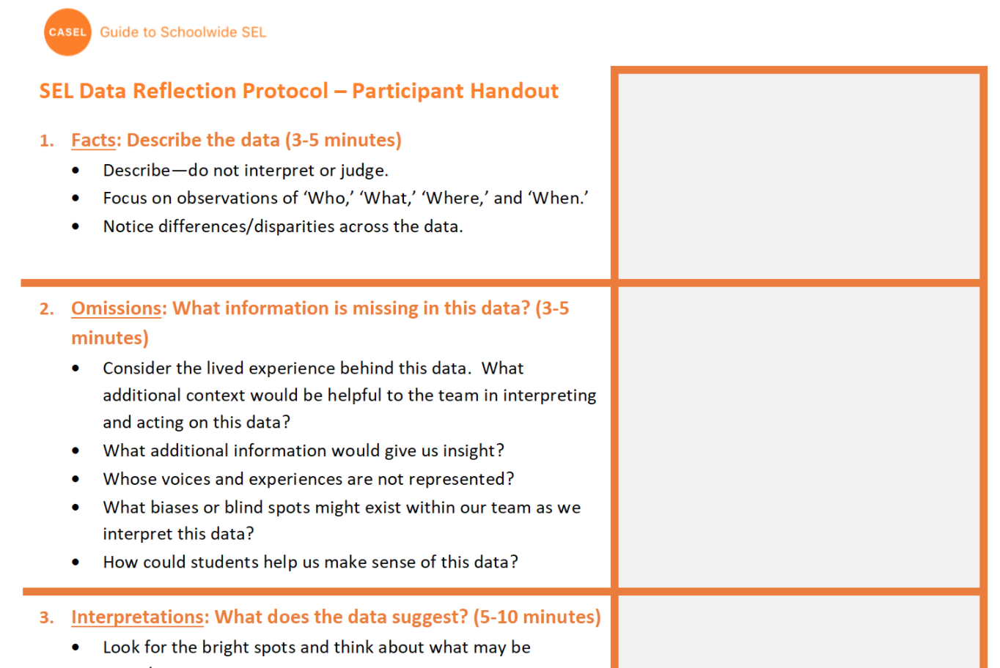 CASEL Guide to Schoolwide SEL
SEL Data Reflection Protocol – Participant Handout
1. Facts: Describe the data (3-5 minutes)
• Describe—do not interpret or judge.
• Focus on observations of ‘Who,’ ‘What,’ ‘Where,’ and ‘When.’
• Notice differences/disparities across the data.
2. Omissions: What information is missing in this data? (3-5
minutes)
• Consider the lived experience behind this data.  What
additional context would be helpful to the team in interpreting
and acting on this data?
• What additional information would give us insight?
• Whose voices and experiences are not represented?
• What biases or blind spots might exist within our team as we
interpret this data?
• How could students help us make sense of this data?
3. Interpretations: What does the data suggest? (5-10 minutes)
• Look for the bright spots and think about what may be